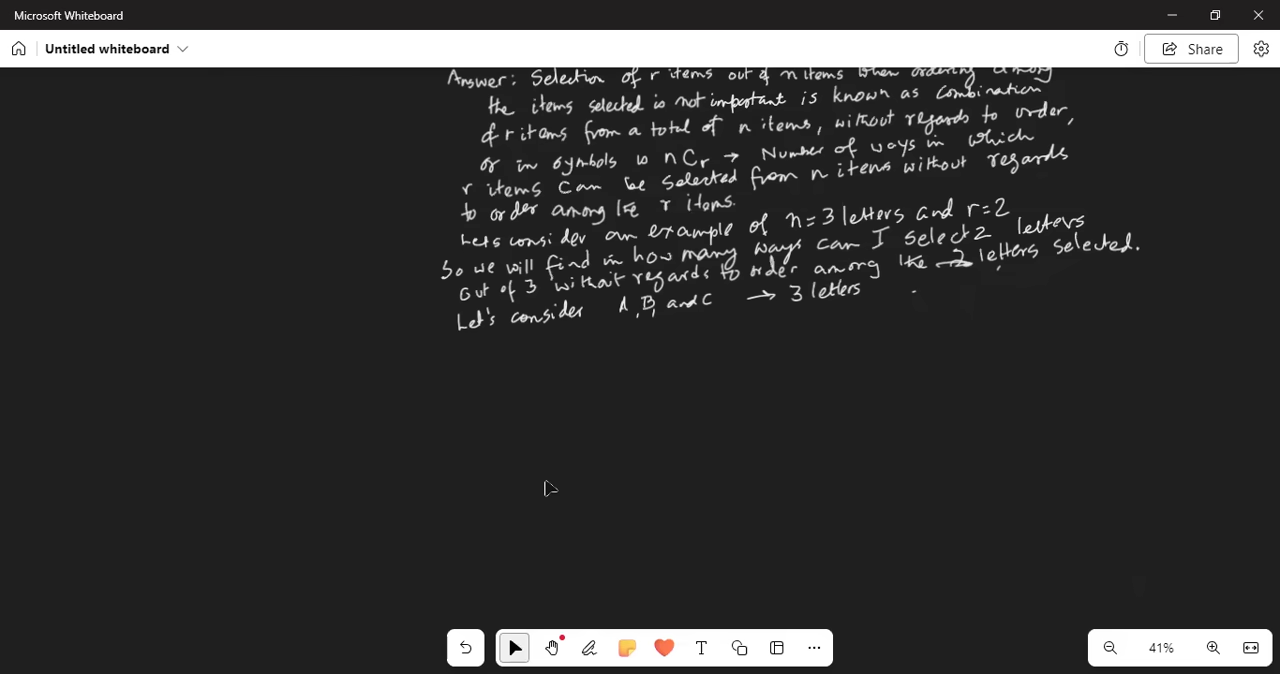 Microsoft Whiteboard
Untitled whiteboard
Share
Answer: Selection of r items out of n items when ordering among
the items selected is not important is known as combination
of r items from a total of n items, without regards to order,
or in symbols is nCr → Number of ways in which
r items can be selected from n items without regards
to order among the r items.
Lets consider an example of n=3 letters and r=2
So we will find in how many ways can I select 2 letters
out of 3 without regards to order among the 2 letters selected.
Let's consider A, B, and C → 3 letters
41%